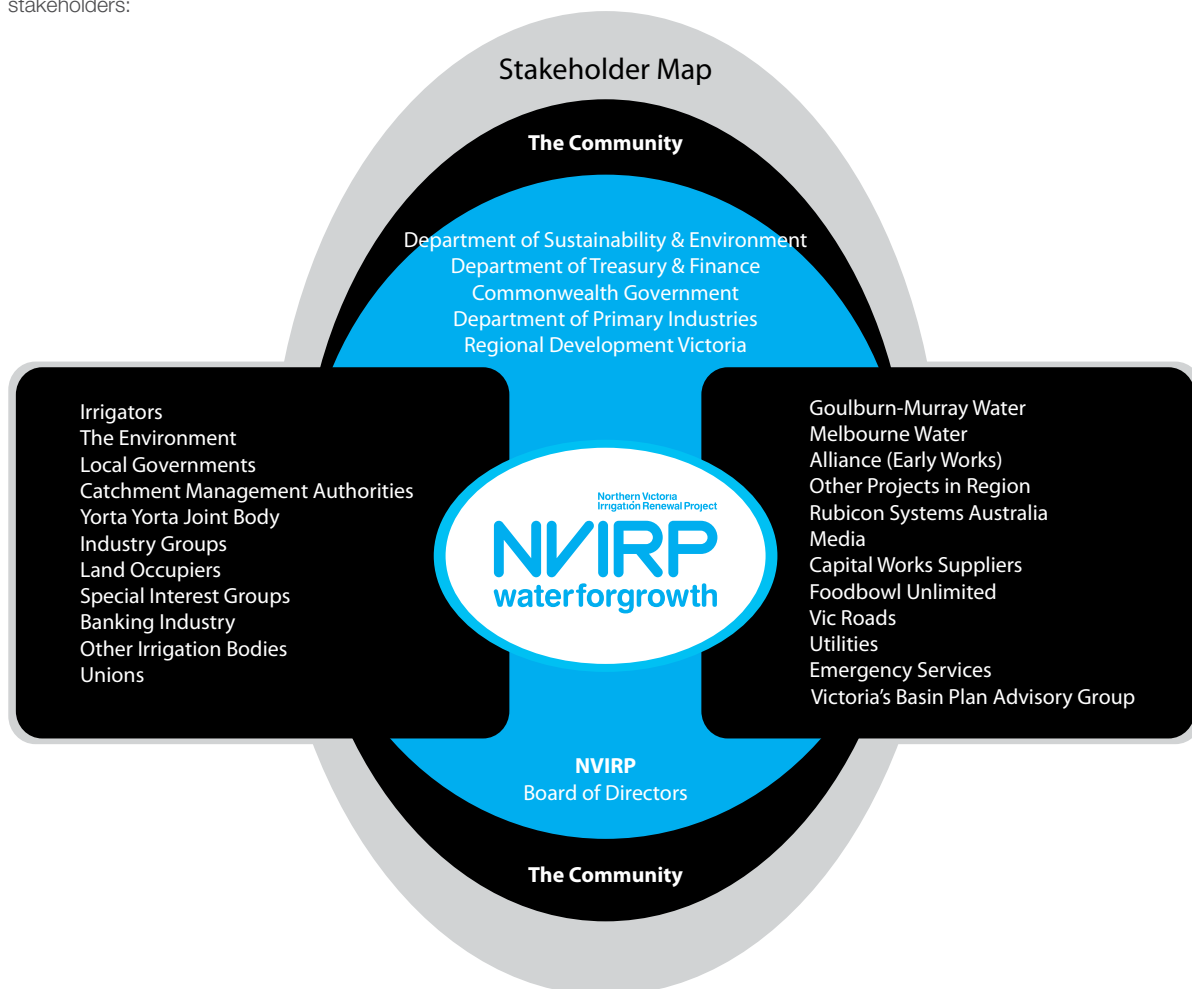 stakeholders:
Stakeholder Map
The Community
Department of Sustainability & Environment
Department of Treasury & Finance
Commonwealth Government
Department of Primary Industries
Regional Development Victoria
Irrigators
The Environment
Local Governments
Catchment Management Authorities
Yorta Yorta Joint Body
Industry Groups
Land Occupiers
Special Interest Groups
Banking Industry
Other Irrigation Bodies
Unions
Northern Victoria
Irrigation Renewal Project
NVIRP
waterforgrowth
Goulburn-Murray Water
Melbourne Water
Alliance (Early Works)
Other Projects in Region
Rubicon Systems Australia
Media
Capital Works Suppliers
Foodbowl Unlimited
Vic Roads
Utilities
Emergency Services
Victoria’s Basin Plan Advisory Group
NVIRP
Board of Directors
The Community